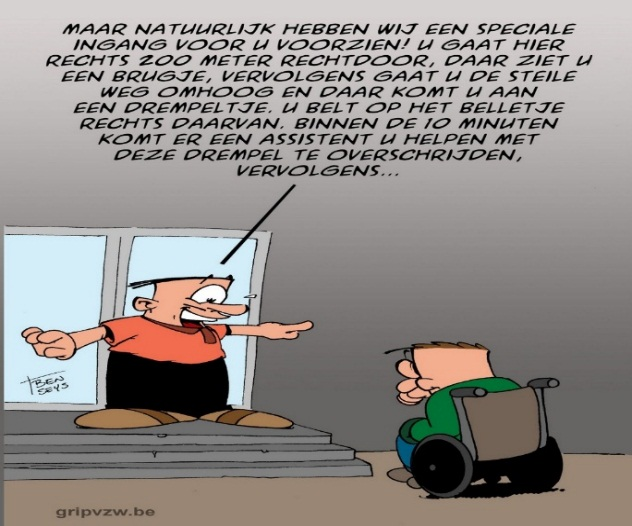 MAAR NATUURLIJK HEBBEN WIJ EEN SPECIALE
INGANG VOOR U VOORZIEN! U GAAT HIER
RECHTS 200 METER RECHTDOOR, DAAR ZIET U
EEN BRUGJE, VERVOLGENS GAAT U DE STEILE
WEG OMHOOG EN DAAR KOMT U AAN
EEN DREMPELTJE. U BELT OP HET BELLETJE
RECHTS DAARVAN. BINNEN DE 10 MINUTEN
KOMT ER EEN ASSISTENT U HELPEN MET
DEZE DREMPEL TE OVERSCHRIJDEN,
VERVOLGENS...
BEN
SEYS
gripvzw.be